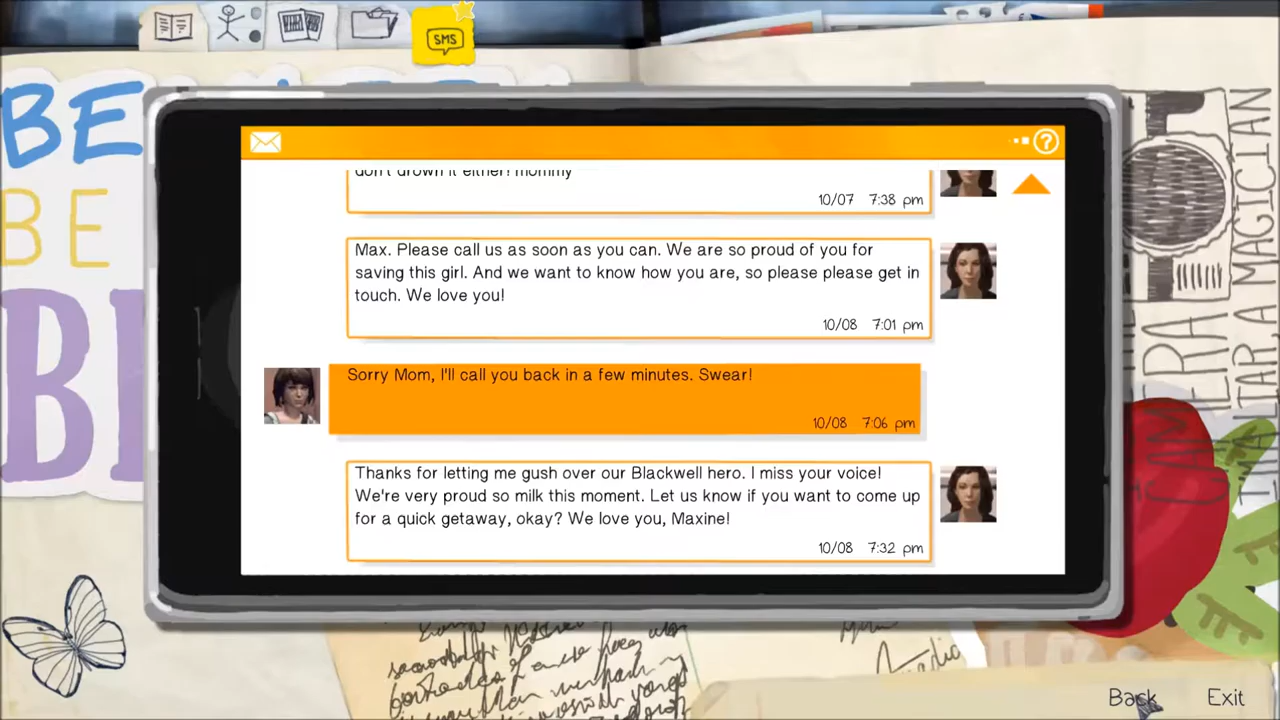 SMS
BE
BE
don't drown it either! mommy
10/07 7:38 pm
Max. Please call us as soon as you can. We are so proud of you for
saving this girl. And we want to know how you are, so please please get in
touch. We love you!
10/08 7:01 pm
Sorry Mom, I'll call you back in a few minutes. Swear!
10/08 7:06 pm
Thanks for letting me gush over our Blackwell hero. I miss your voice!
We're very proud so milk this moment. Let us know if you want to come up
for a quick getaway, okay? We love you, Maxine!
10/08 7:32 pm
TAR A MAGICIAN
Back
Exit